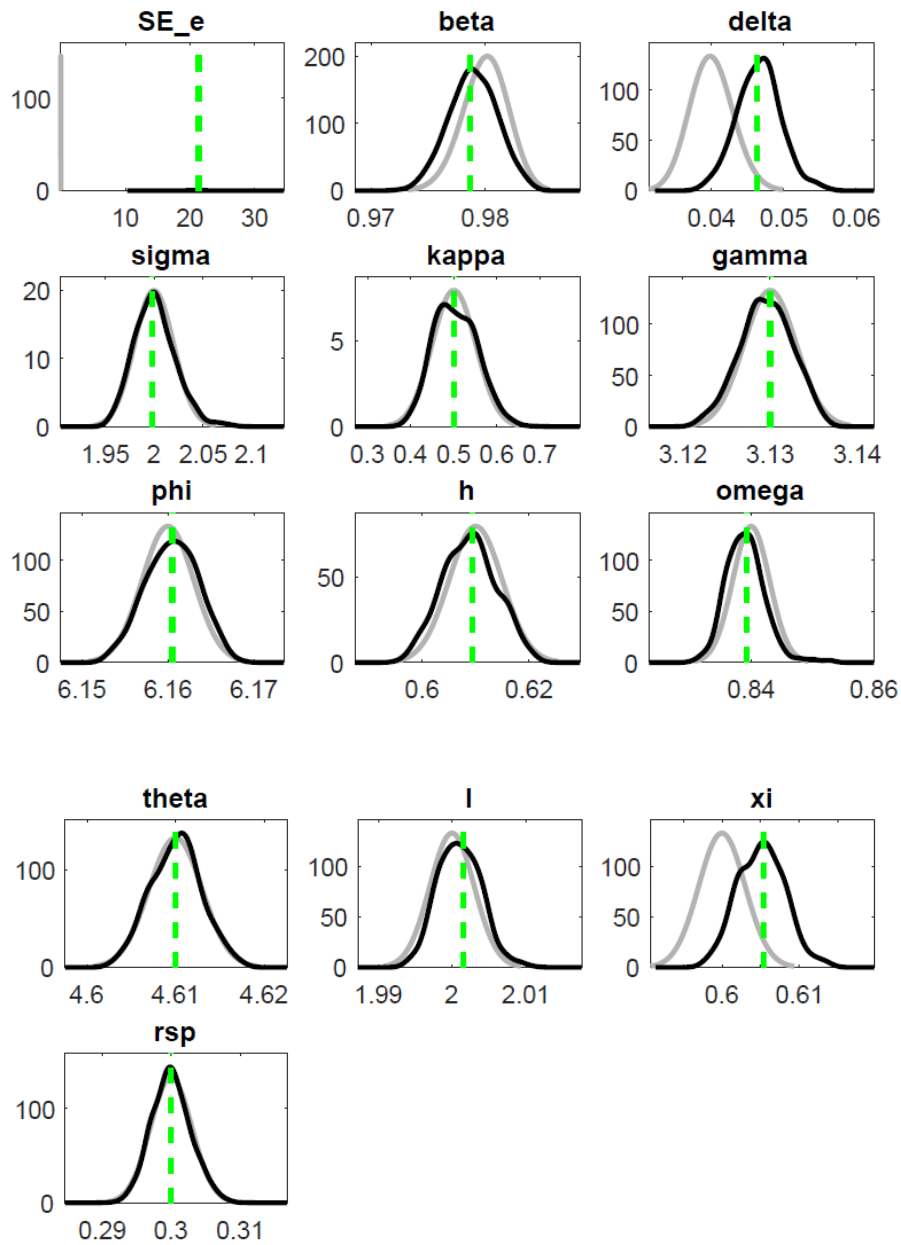 SE_e beta delta
100 200 150
0 100 100
10 20 30 0 50
0.97 0.98 0
0.04 0.05 0.06
sigma kappa gamma
20 5 100
10 0 50
0 0.3 0.4 0.5 0.6 0.7 0
1.95 2 2.05 2.1 3.12 3.13 3.14
phi h omega
100 50 100
50 0 50
0 0.6 0.62 0
6.15 6.16 6.17 0.84 0.86
theta l xi
100 100 100
0 50 50
4.6 4.61 4.62 0 0
1.99 2 2.01 0.6 0.61
rsp
100
0
0.29 0.3 0.31